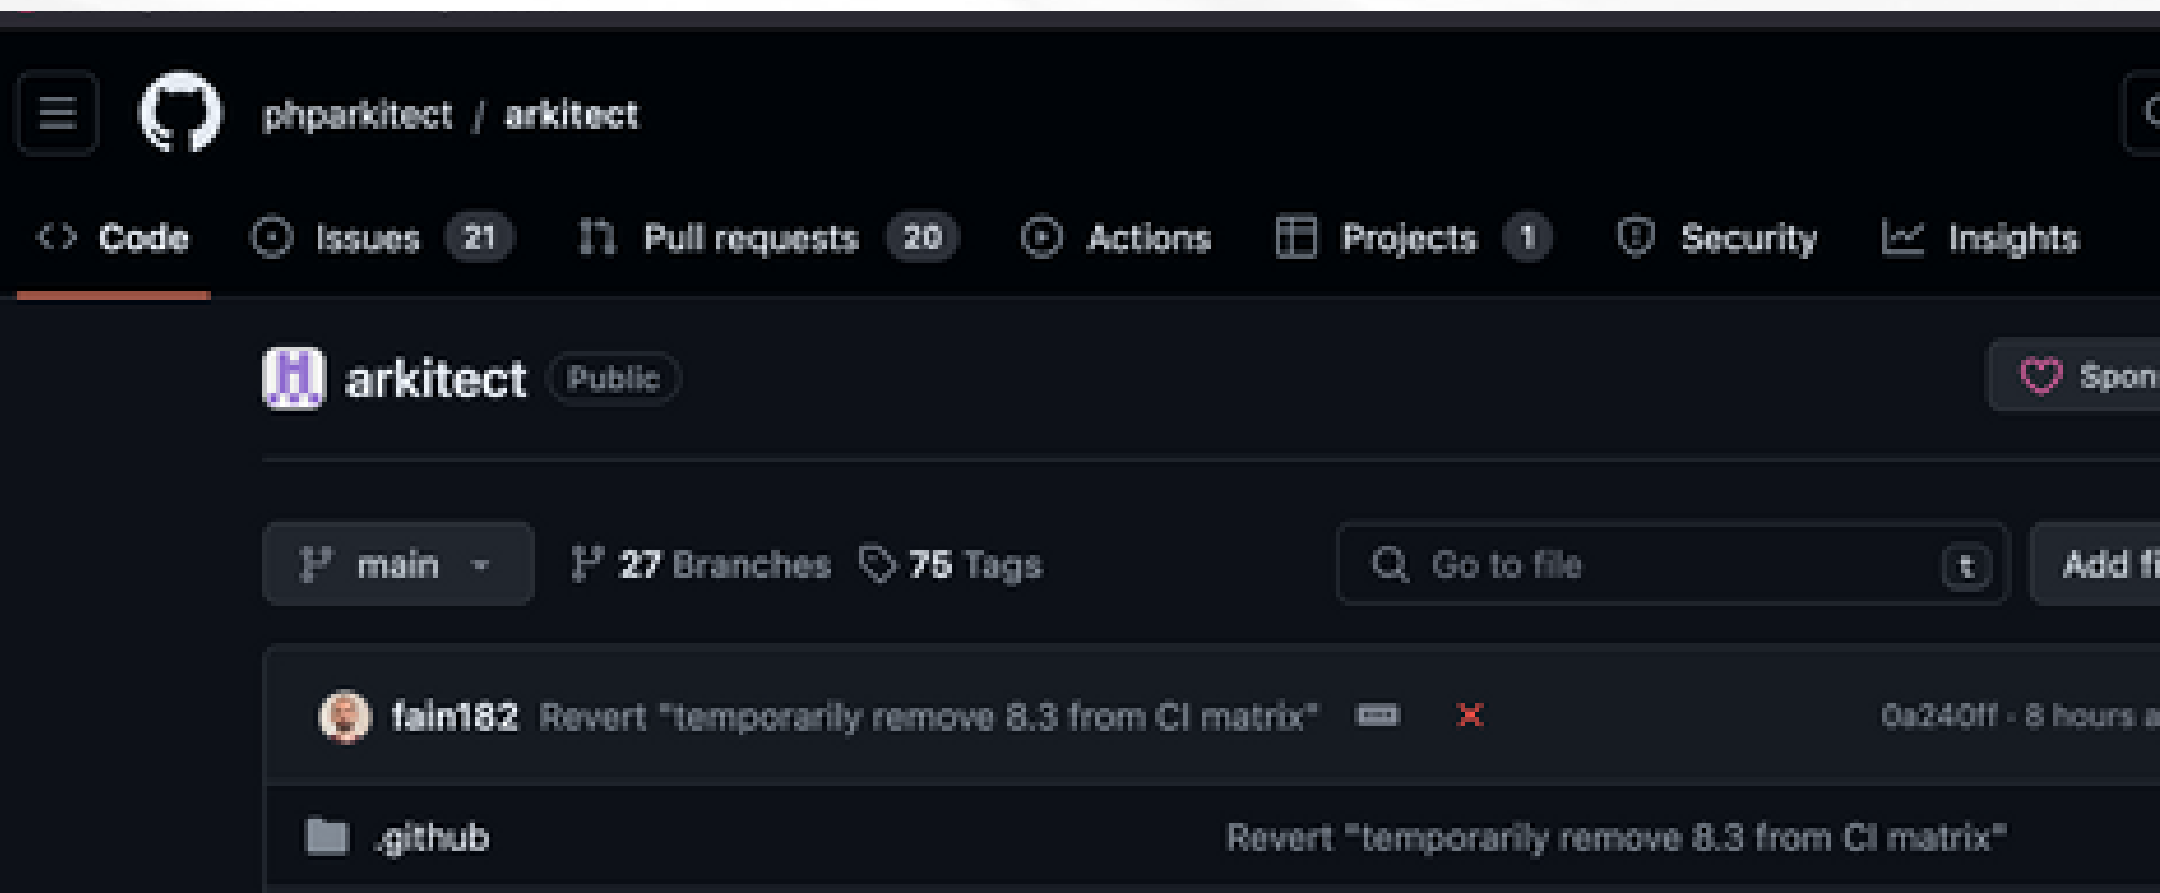 phparkitect / arkitect
Code Issues 21 Pull requests 20 Actions Projects 1 Security Insights
arkitect Public
main 27 Branches 75 Tags Go to file t Add
fain182 Revert "temporarily remove 8.3 from CI matrix" 0a240ff · 8 hours
.github Revert "temporarily remove 8.3 from CI matrix"